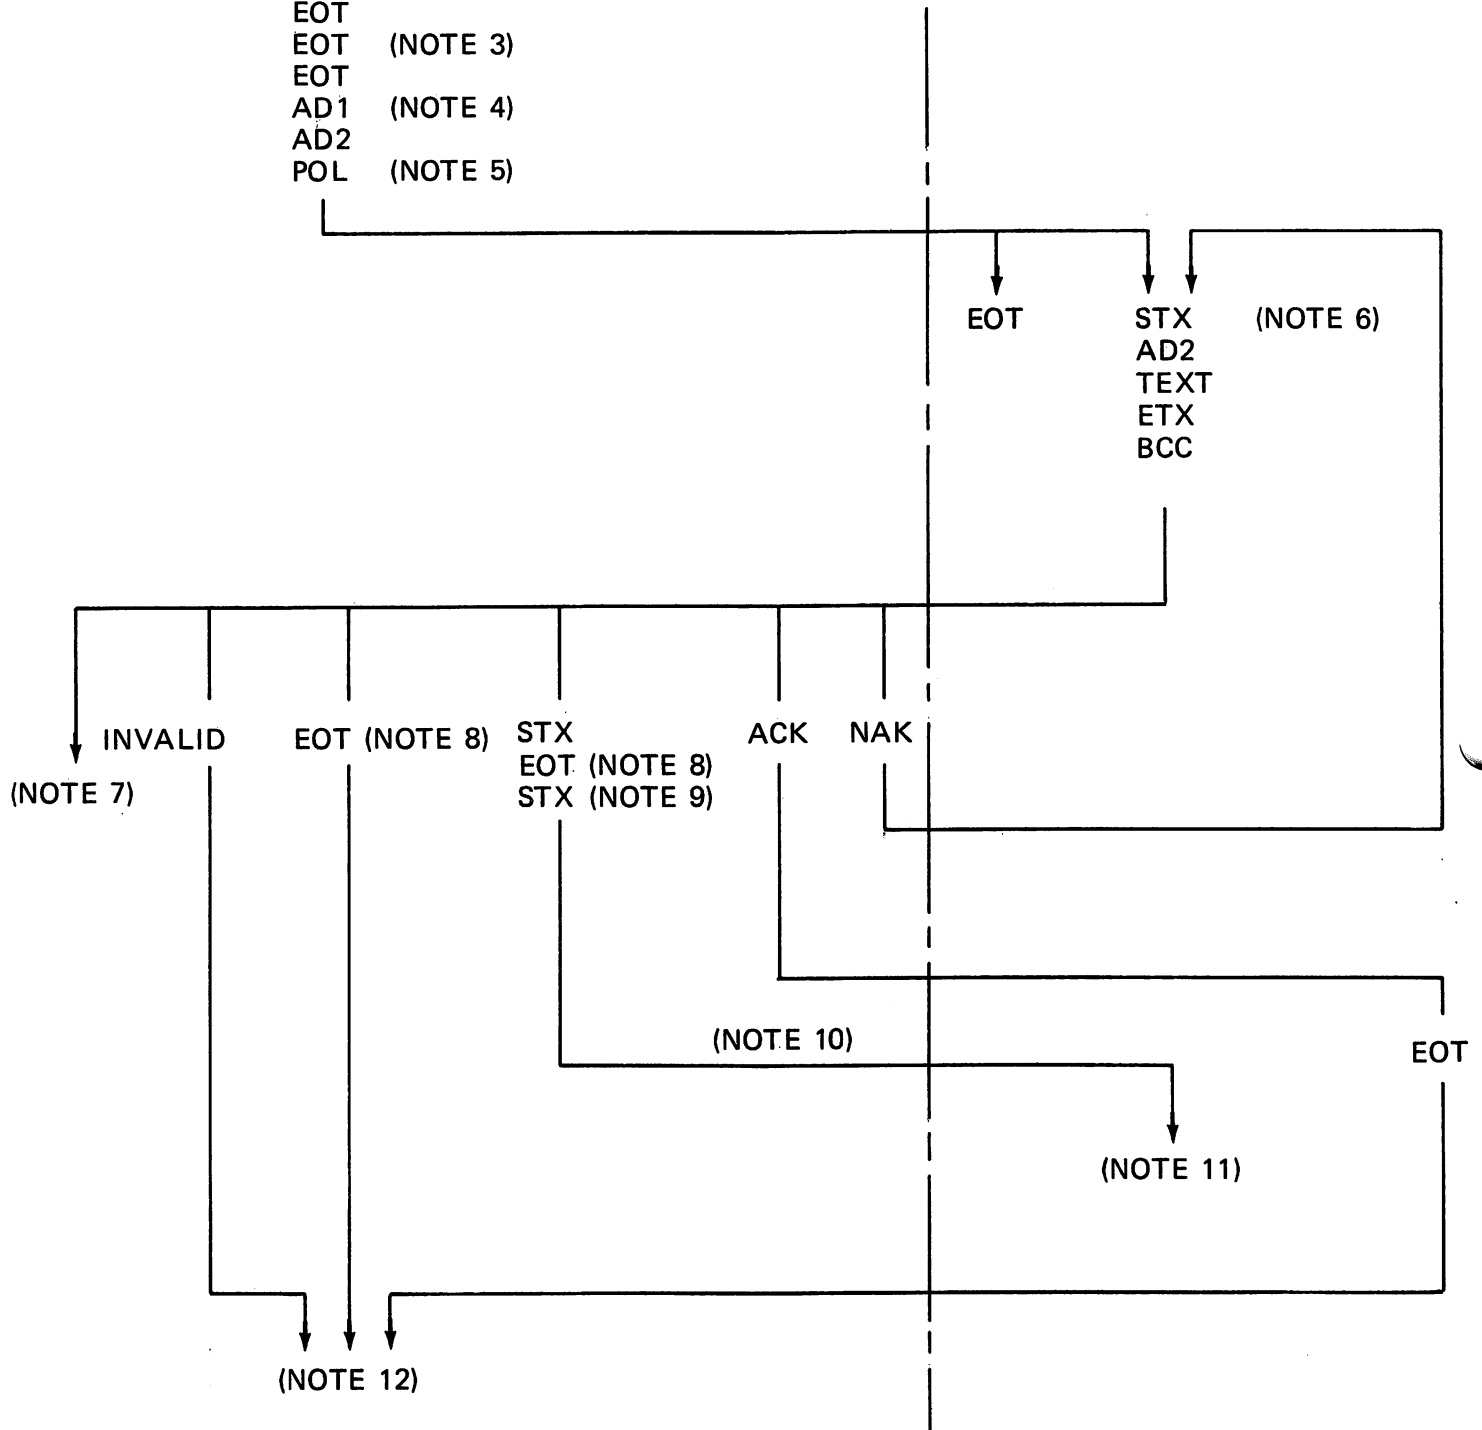 EOT
EOT (NOTE 3)
EOT
AD1 (NOTE 4)
AD2
POL (NOTE 5)
EOT
STX (NOTE 6)
AD2
TEXT
ETX
BCC
(NOTE 7)
INVALID
EOT (NOTE 8)
STX
EOT (NOTE 8)
STX (NOTE 9)
ACK
NAK
(NOTE 10)
EOT
(NOTE 11)
(NOTE 12)